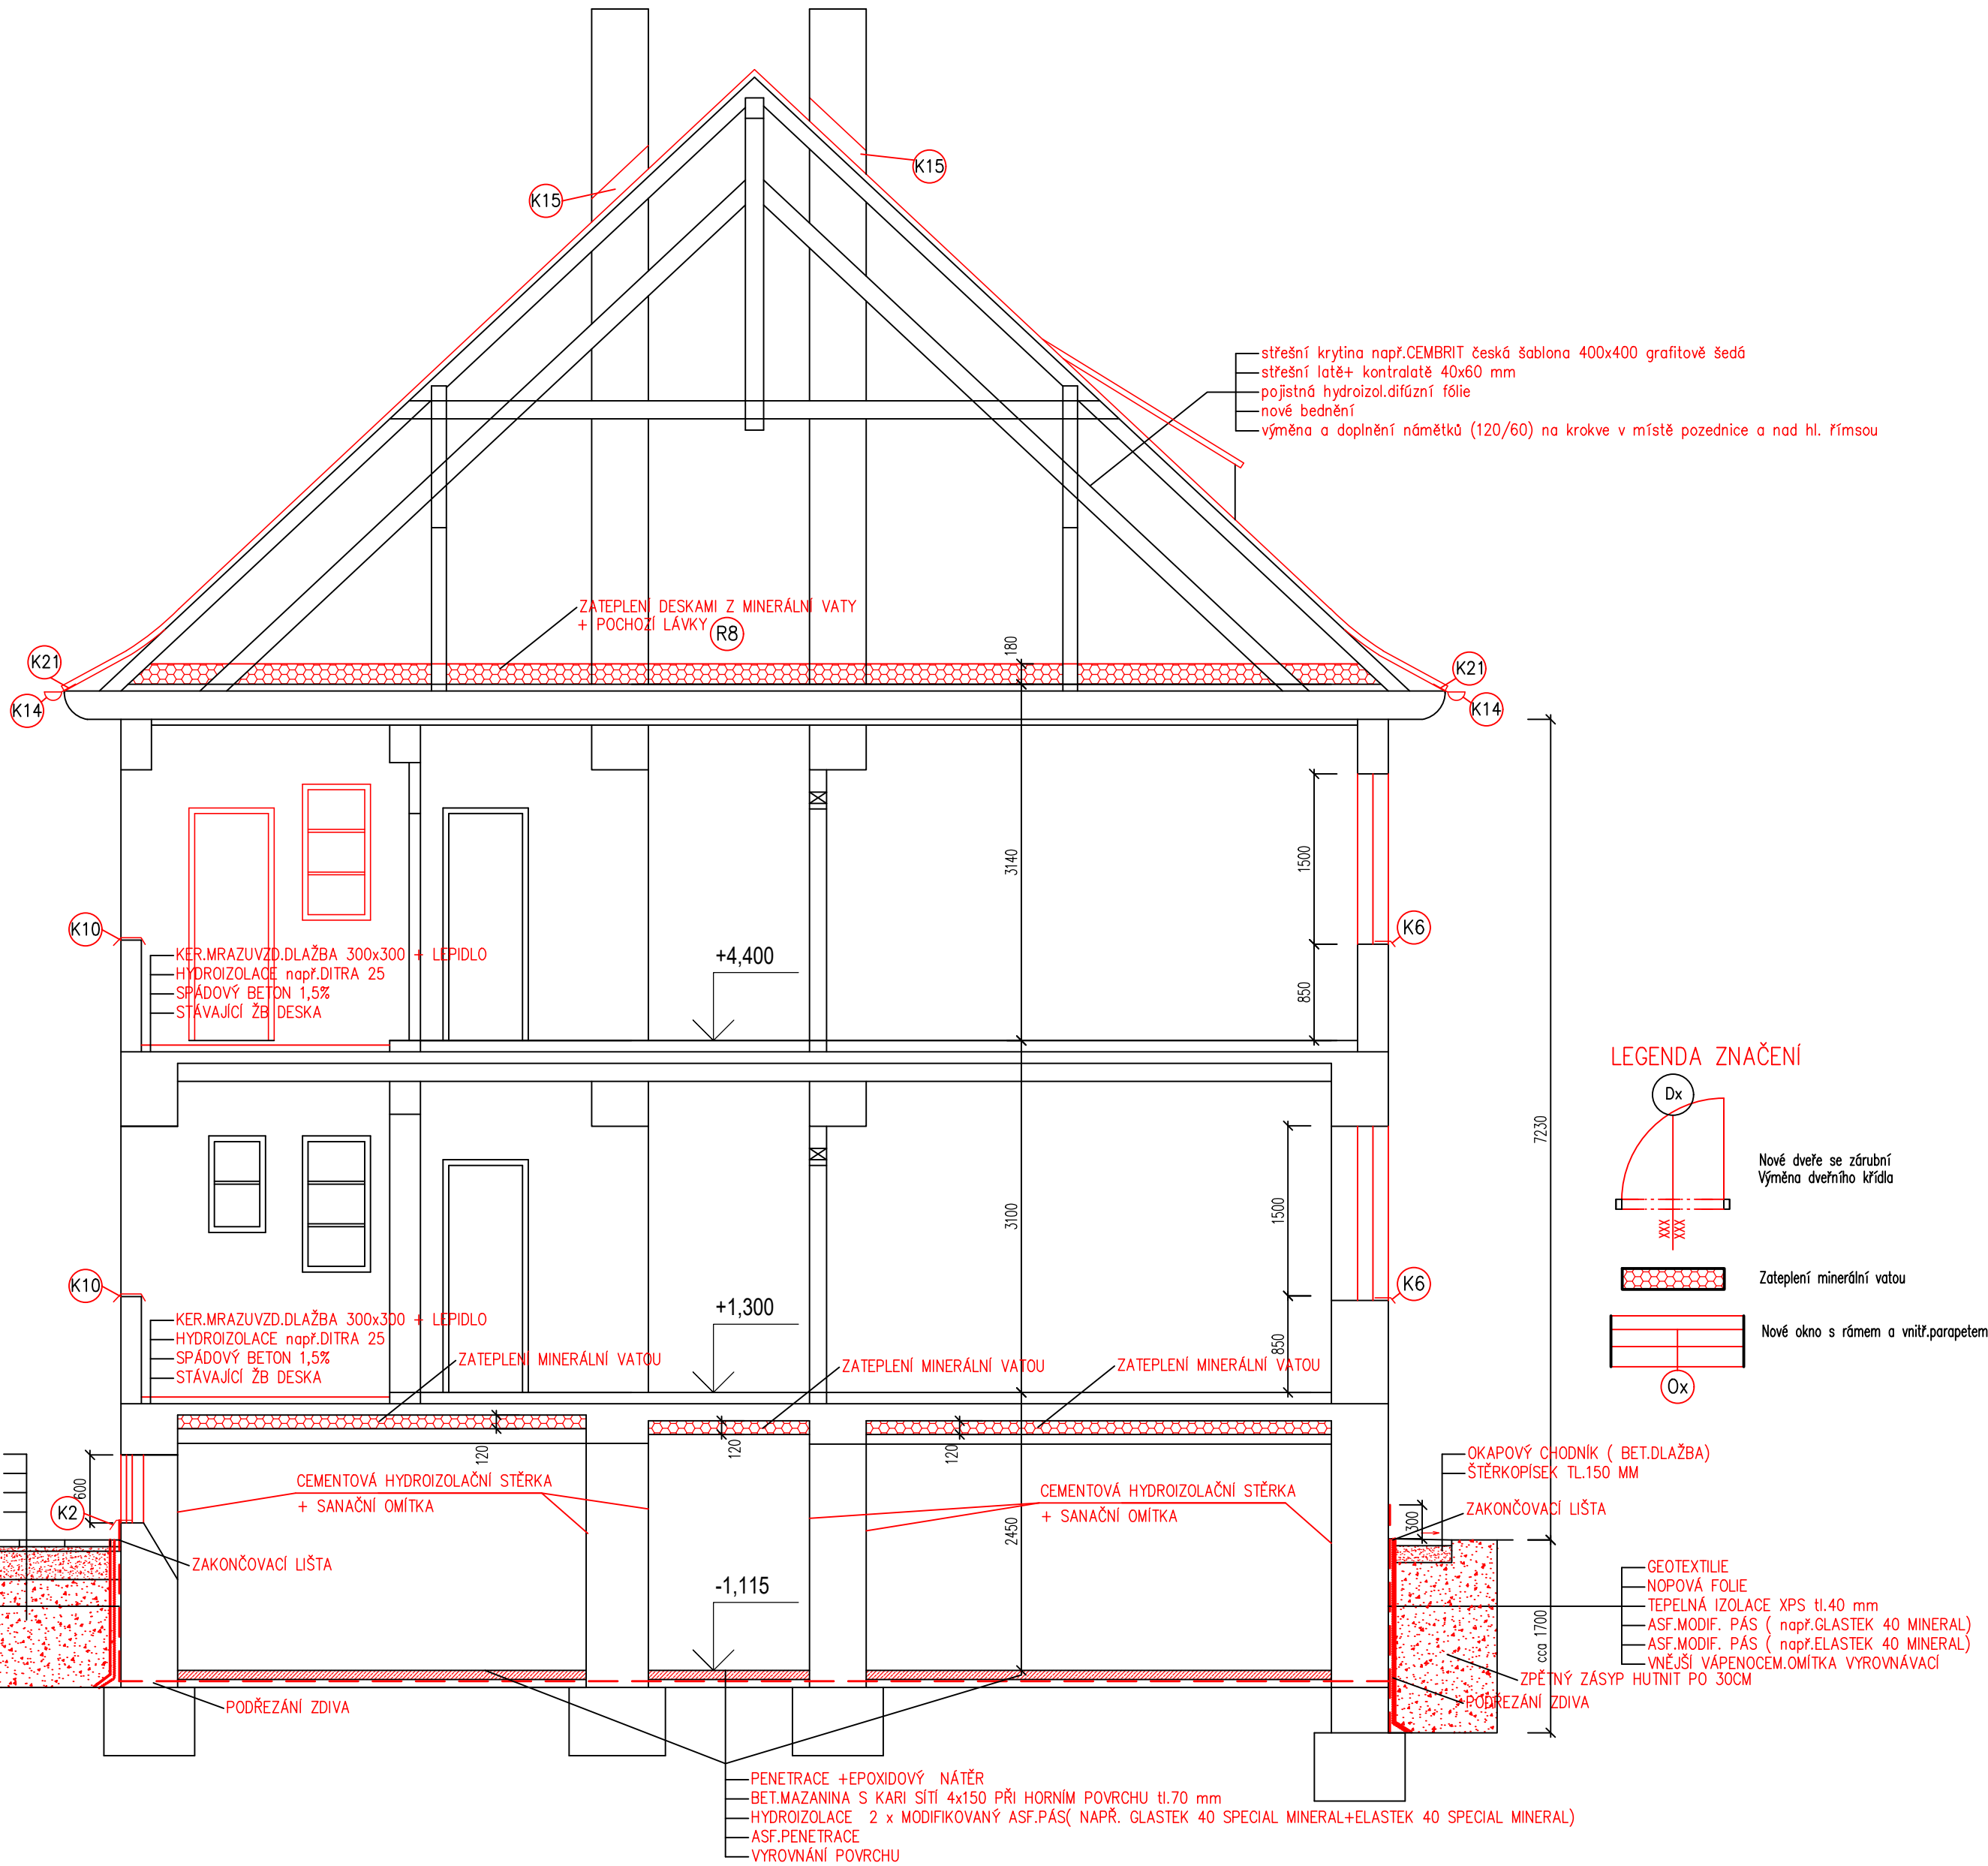 K15
K15
střešní krytina např.CEMBRIT česká šablona 400x400 grafitově šedá
střešní latě+ kontralatě 40x60 mm
pojistná hydroizol.difúzní fólie
nové bednění
výměna a doplnění námětků (120/60) na krokve v místě pozednice a nad hl. římsou
ZATEPLENÍ DESKAMI Z MINERÁLNÍ VATY
+ POCHOZÍ LÁVKY
R8
180
K21
K14
K21
K14
3140
1500
850
K10
K6
KER.MRAZUVZD.DLAŽBA 300x300 + LEPIDLO
HYDROIZOLACE např.DITRA 25
SPÁDOVÝ BETON 1,5%
STÁVAJÍCÍ ŽB DESKA
+4,400
7230
LEGENDA ZNAČENÍ
Dx
Nové dveře se zárubní
Výměna dveřního křídla
Zateplení minerální vatou
Nové okno s rámem a vnitř.parapetem
Ox
3100
1500
850
K10
K6
KER.MRAZUVZD.DLAŽBA 300x300 + LEPIDLO
HYDROIZOLACE např.DITRA 25
SPÁDOVÝ BETON 1,5%
STÁVAJÍCÍ ŽB DESKA
+1,300
ZATEPLENÍ MINERÁLNÍ VATOU
ZATEPLENÍ MINERÁLNÍ VATOU
ZATEPLENÍ MINERÁLNÍ VATOU
120
120
120
600
K2
CEMENTOVÁ HYDROIZOLAČNÍ STĚRKA
+ SANAČNÍ OMÍTKA
CEMENTOVÁ HYDROIZOLAČNÍ STĚRKA
+ SANAČNÍ OMÍTKA
2450
300
OKAPOVÝ CHODNÍK ( BET.DLAŽBA)
ŠTĚRKOPÍSEK TL.150 MM
ZAKONČOVACÍ LIŠTA
ZAKONČOVACÍ LIŠTA
-1,115
cca 1700
GEOTEXTILIE
NOPOVÁ FOLIE
TEPELNÁ IZOLACE XPS tl.40 mm
ASF.MODIF. PÁS ( např.GLASTEK 40 MINERAL)
ASF.MODIF. PÁS ( např.ELASTEK 40 MINERAL)
VNĚJŠÍ VÁPENOCEM.OMÍTKA VYROVNÁVACÍ
ZPĚTNÝ ZÁSYP HUTNIT PO 30CM
PODŘEZÁNÍ ZDIVA
PODŘEZÁNÍ ZDIVA
PENETRACE +EPOXIDOVÝ NÁTĚR
BET.MAZANINA S KARI SÍTÍ 4x150 PŘI HORNÍM POVRCHU tl.70 mm
HYDROIZOLACE 2 x MODIFIKOVANÝ ASF.PÁS( NAPŘ. GLASTEK 40 SPECIAL MINERAL+ELASTEK 40 SPECIAL MINERAL)
ASF.PENETRACE
VYROVNÁNÍ POVRCHU